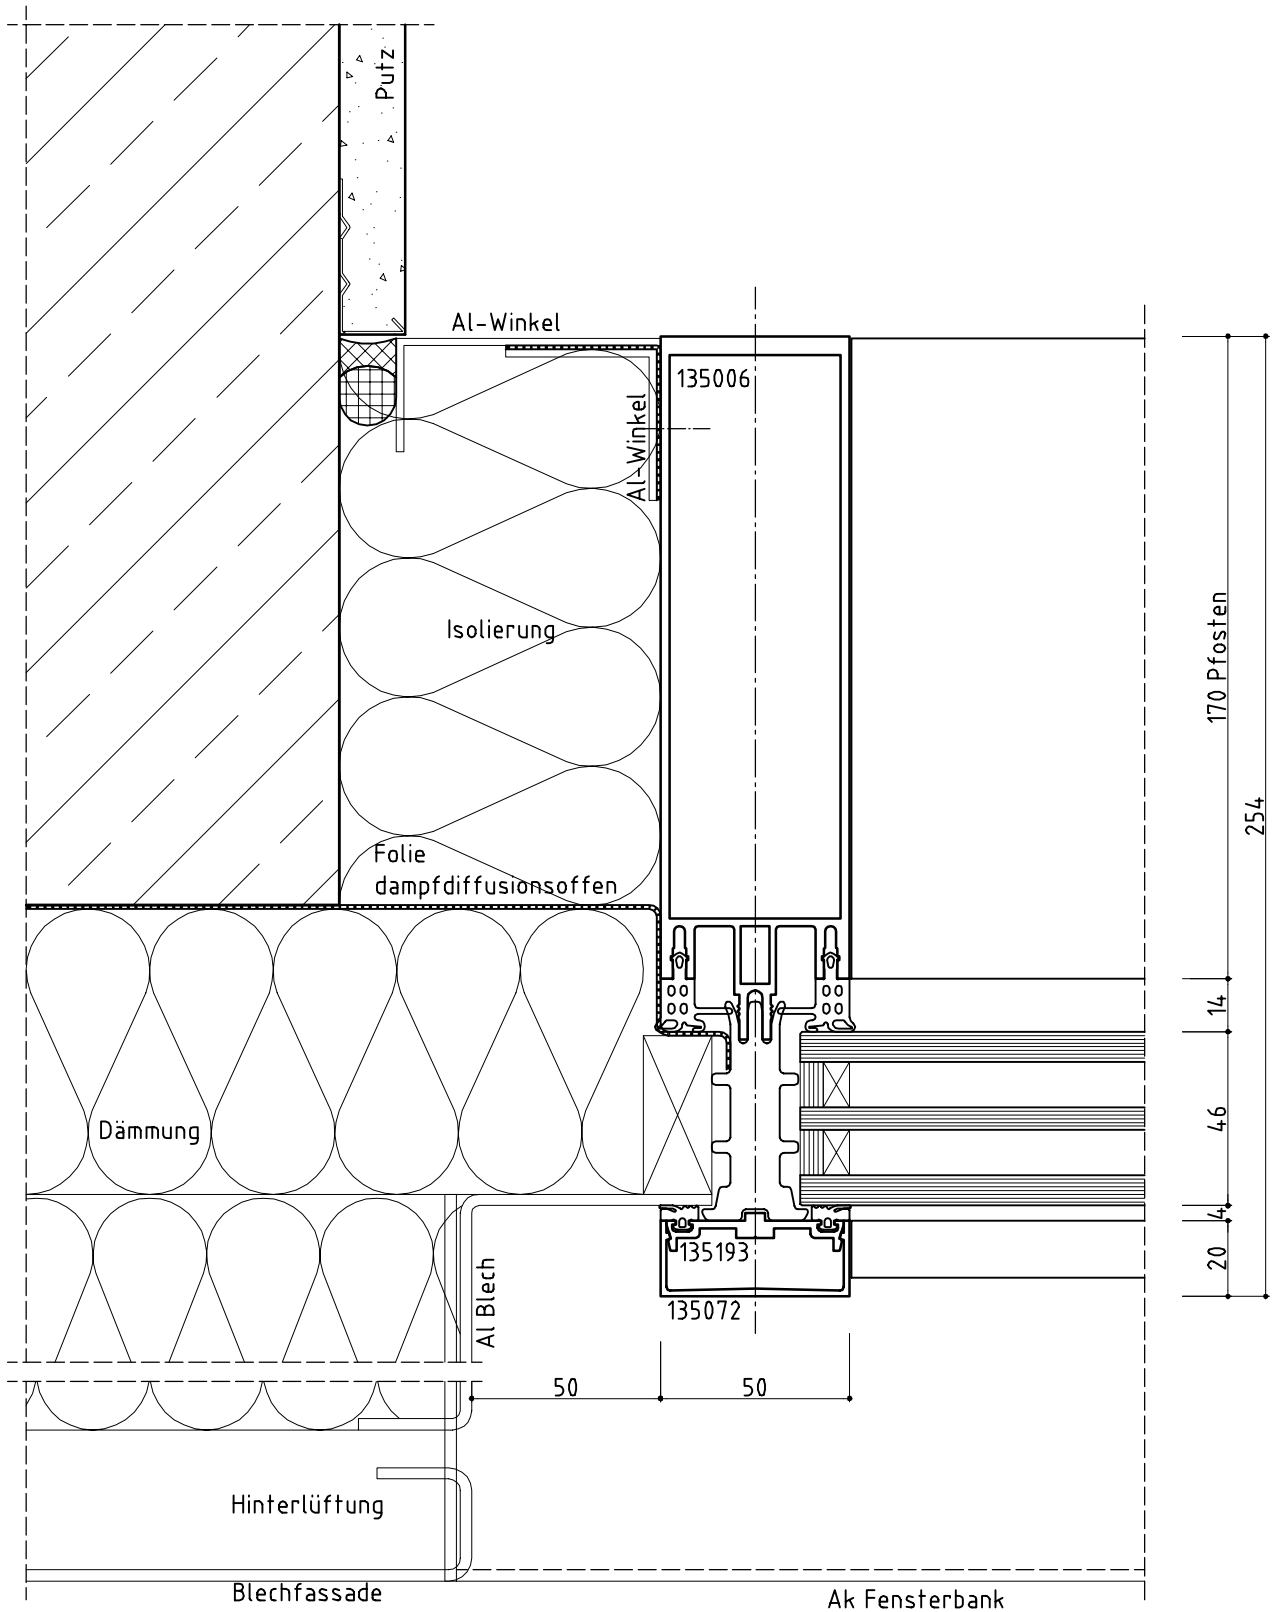 Putz
Al-Winkel
135006
Al-Winkel
Isolierung
170 Pfosten
254
Folie
dampfdiffusionsoffen
14
Dämmung
46
4
20
135193
135072
Al Blech
50
50
Hinterlüftung
Blechfassade
Ak Fensterbank